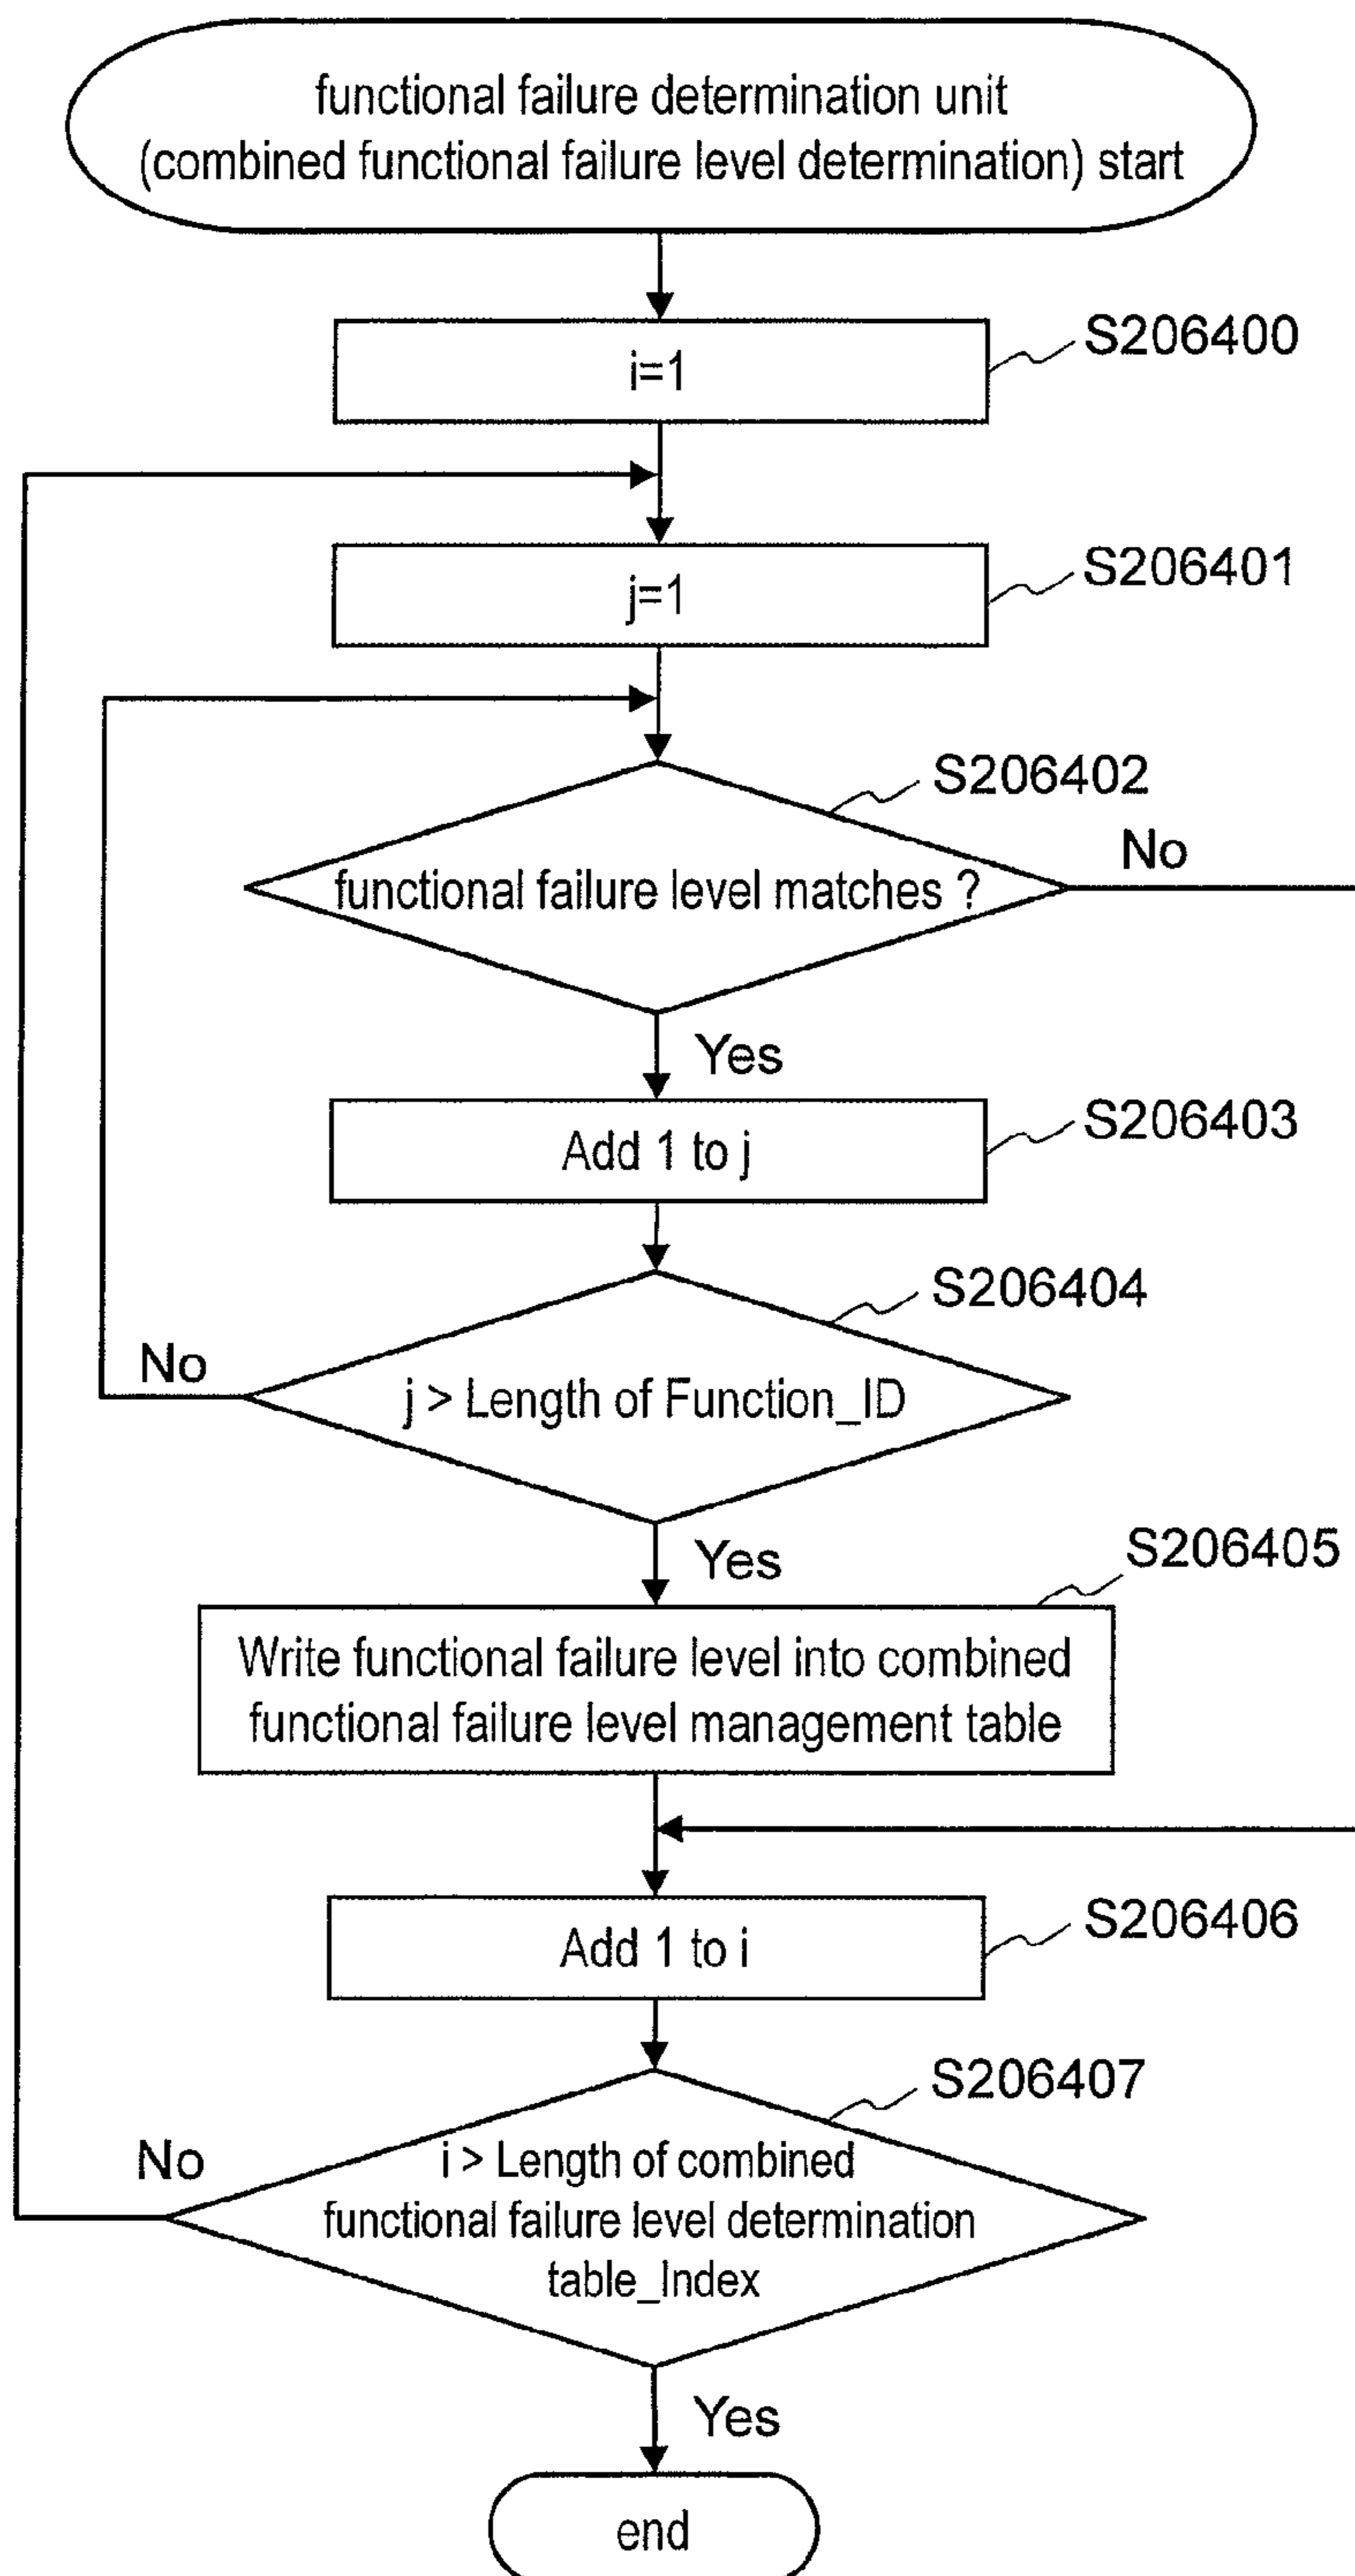 functional failure determination unit
(combined functional failure level determination) start
S206400
i=1
S206401
j=1
S206402
No
functional failure level matches ?
Yes
S206403
Add 1 to j
S206404
No
j > Length of Function_ID
Yes
S206405
Write functional failure level into combined
functional failure level management table
S206406
Add 1 to i
S206407
No
i > Length of combined
functional failure level determination
table_Index
Yes
end